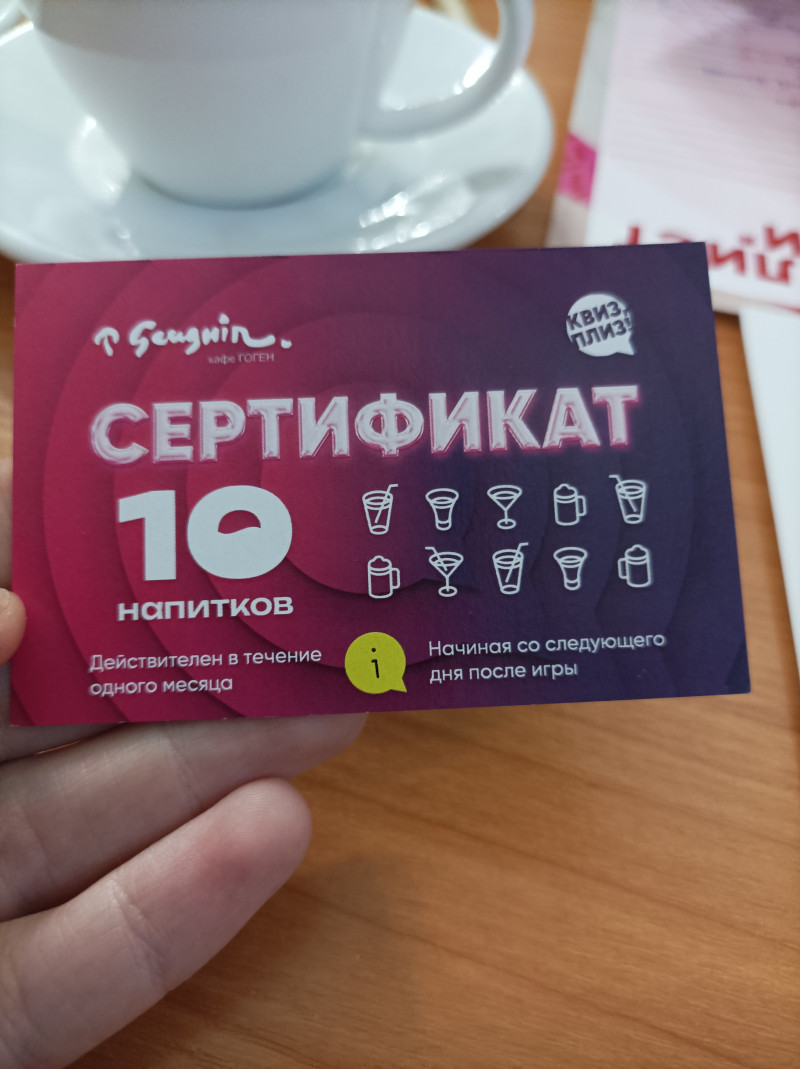 Gauguin.
кафе ГОГЕН
КВИЗ,
ПЛИЗ!
СЕРТИФИКАТ
10
напитков
Действителен в течение
одного месяца
i
Начиная со следующего
дня после игры